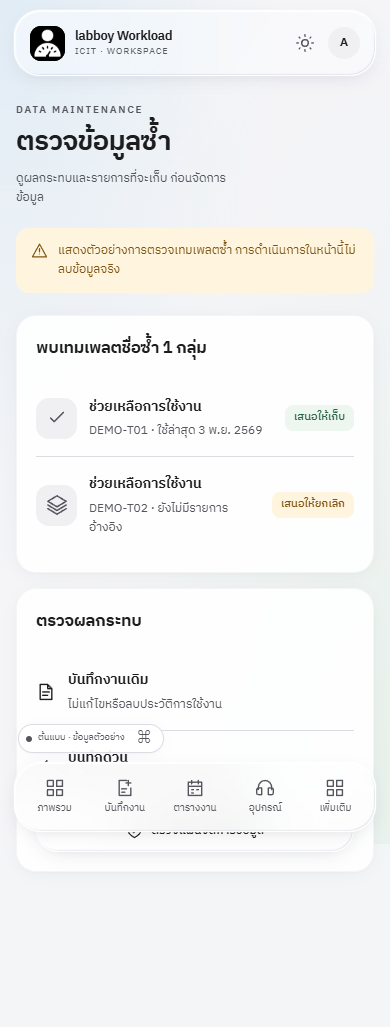 labboy Workload
ICIT · WORKSPACE
A
DATA MAINTENANCE
ตรวจข้อมูลซ้ำ
ดูผลกระทบและรายการที่จะเก็บ ก่อนจัดการ
ข้อมูล
แสดงตัวอย่างการตรวจเทมเพลตซ้ำ การดำเนินการในหน้านี้ไม่
ลบข้อมูลจริง
พบเทมเพลตชื่อซ้ำ 1 กลุ่ม
ช่วยเหลือการใช้งาน
DEMO-T01 · ใช้ล่าสุด 3 พ.ย. 2569
เสนอให้เก็บ
ช่วยเหลือการใช้งาน
DEMO-T02 · ยังไม่มีรายการ
อ้างอิง
เสนอให้ยกเลิก
ตรวจผลกระทบ
บันทึกงานเดิม
ไม่แก้ไขหรือลบประวัติการใช้งาน
ต้นแบบ · ข้อมูลตัวอย่าง ⌘
บันทึกด่วน
ภาพรวม
บันทึกงาน
ตารางงาน
อุปกรณ์
เพิ่มเติม